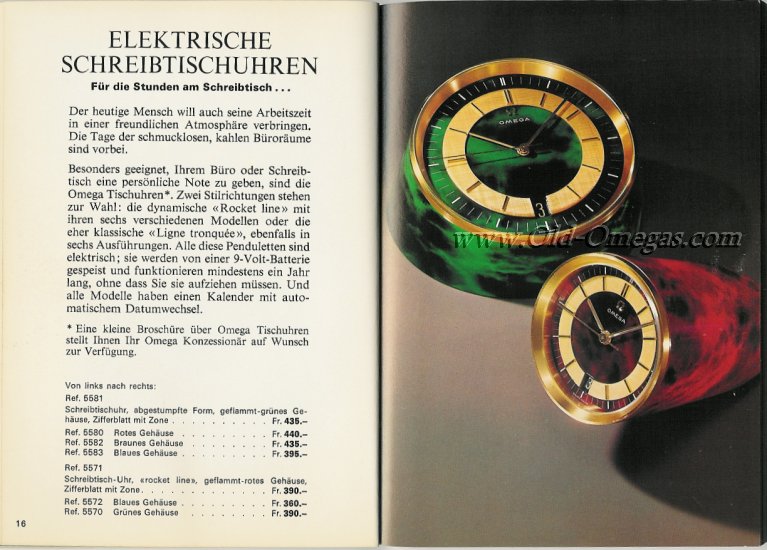 ELEKTRISCHE
SCHREIBTISCHUHREN
Für die Stunden am Schreibtisch . . .
Der heutige Mensch will auch seine Arbeitszeit
in einer freundlichen Atmosphäre verbringen.
Die Tage der schmucklosen, kahlen Büroräume
sind vorbei.
Besonders geeignet, Ihrem Büro oder Schreib-
tisch eine persönliche Note zu geben, sind die
Omega Tischuhren*. Zwei Stilrichtungen stehen
zur Wahl: die dynamische «Rocket line» mit
ihren sechs verschiedenen Modellen oder die
eher klassische «Ligne tronquée», ebenfalls in
sechs Ausführungen. Alle diese Penduletten sind
elektrisch; sie werden von einer 9-Volt-Batterie
gespeist und funktionieren mindestens ein Jahr
lang, ohne dass Sie sie aufziehen müssen. Und
alle Modelle haben einen Kalender mit auto-
matischem Datumwechsel.
* Eine kleine Broschüre über Omega Tischuhren
stellt Ihnen Ihr Omega Konzessionär auf Wunsch
zur Verfügung.
Von links nach rechts:
Ref. 5581
Schreibtischuhr, abgestumpfte Form, geflammt-grünes Ge-
häuse, Zifferblatt mit Zone . . . . . . . . . . . Fr. 435.–
Ref. 5580 Rotes Gehäuse . . . . . . . . . Fr. 440.–
Ref. 5582 Braunes Gehäuse . . . . . . . . Fr. 435.–
Ref. 5583 Blaues Gehäuse . . . . . . . . . Fr. 395.–
Ref. 5571
Schreibtisch-Uhr, «rocket line», geflammt-rotes Gehäuse,
Zifferblatt mit Zone . . . . . . . . . . . . . . Fr. 390.–
Ref. 5572 Blaues Gehäuse . . . . . . . . . Fr. 360.–
Ref. 5570 Grünes Gehäuse . . . . . . . . . Fr. 390.–
16
Ω
OMEGA
3
www.Old-Omegas.com
Ω
OMEGA